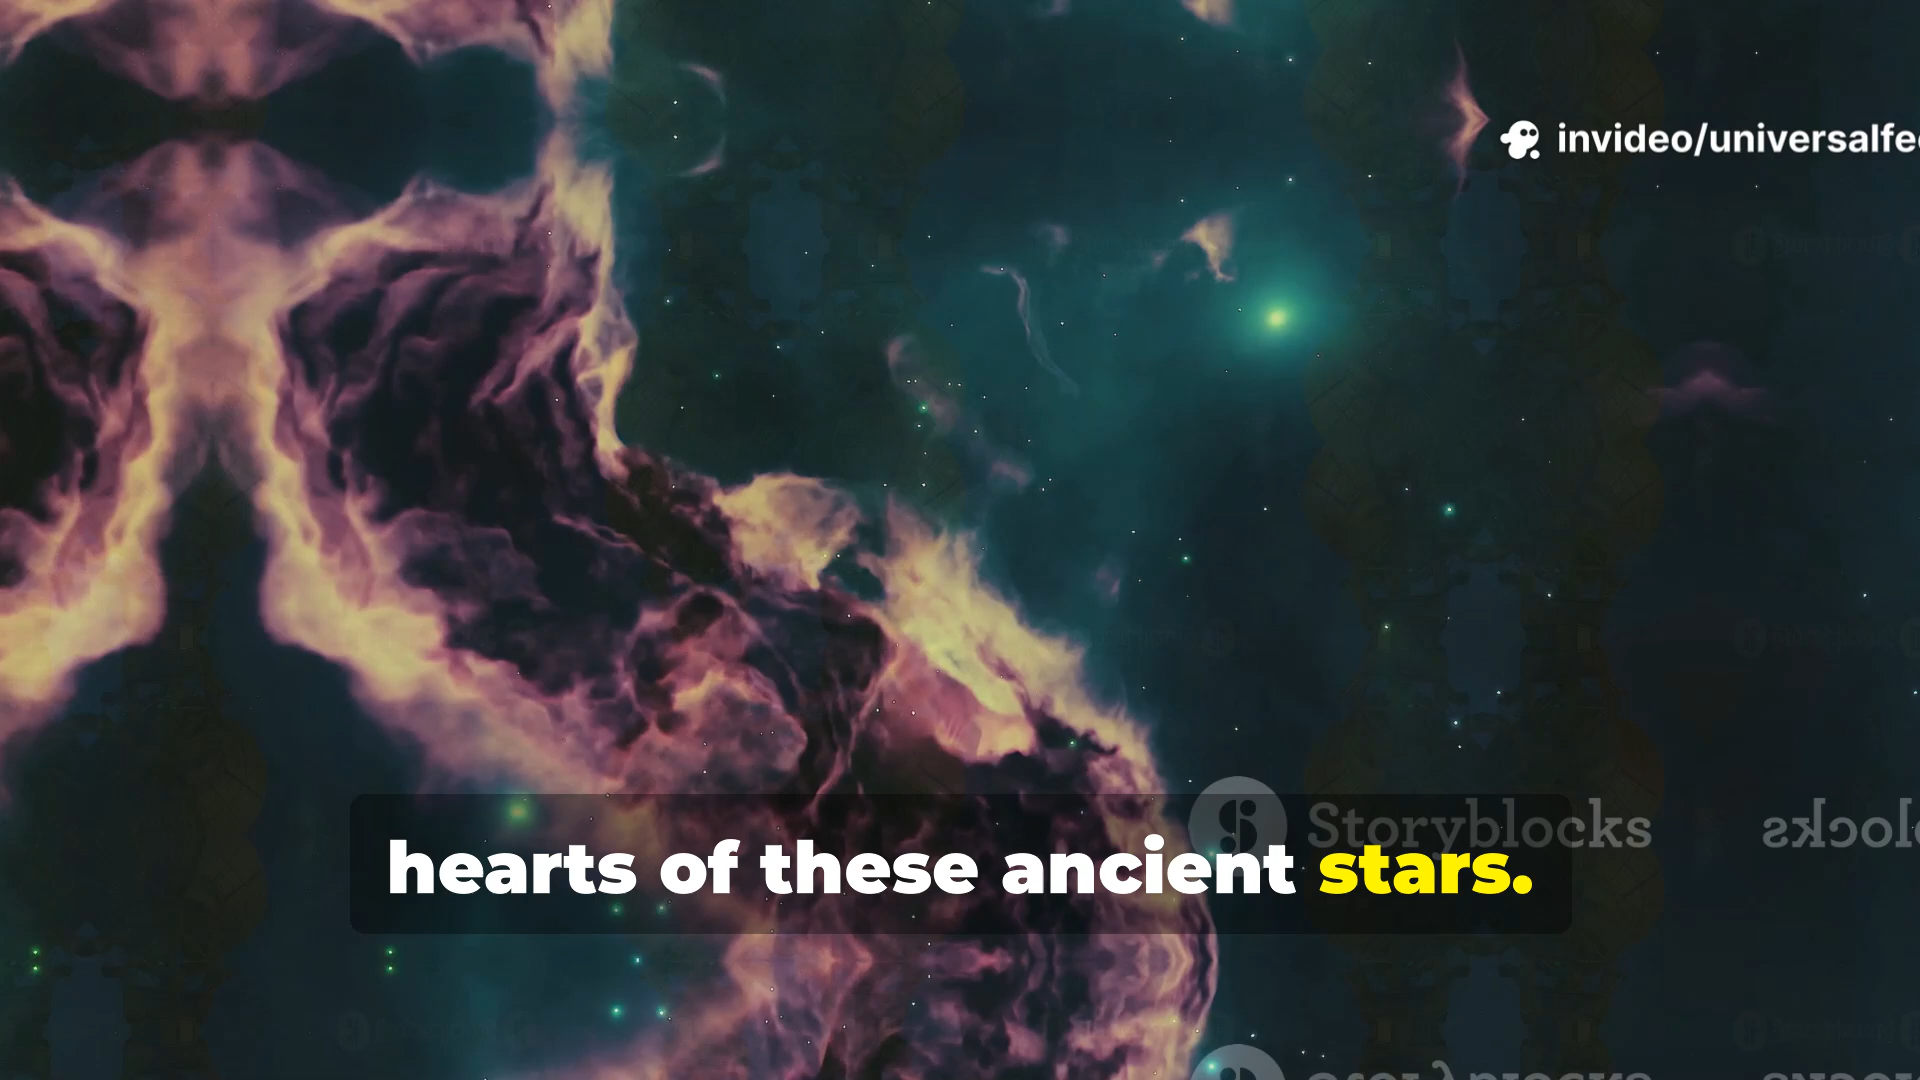 invideo/universalfe
hearts of these ancient stars.
Storyblocks